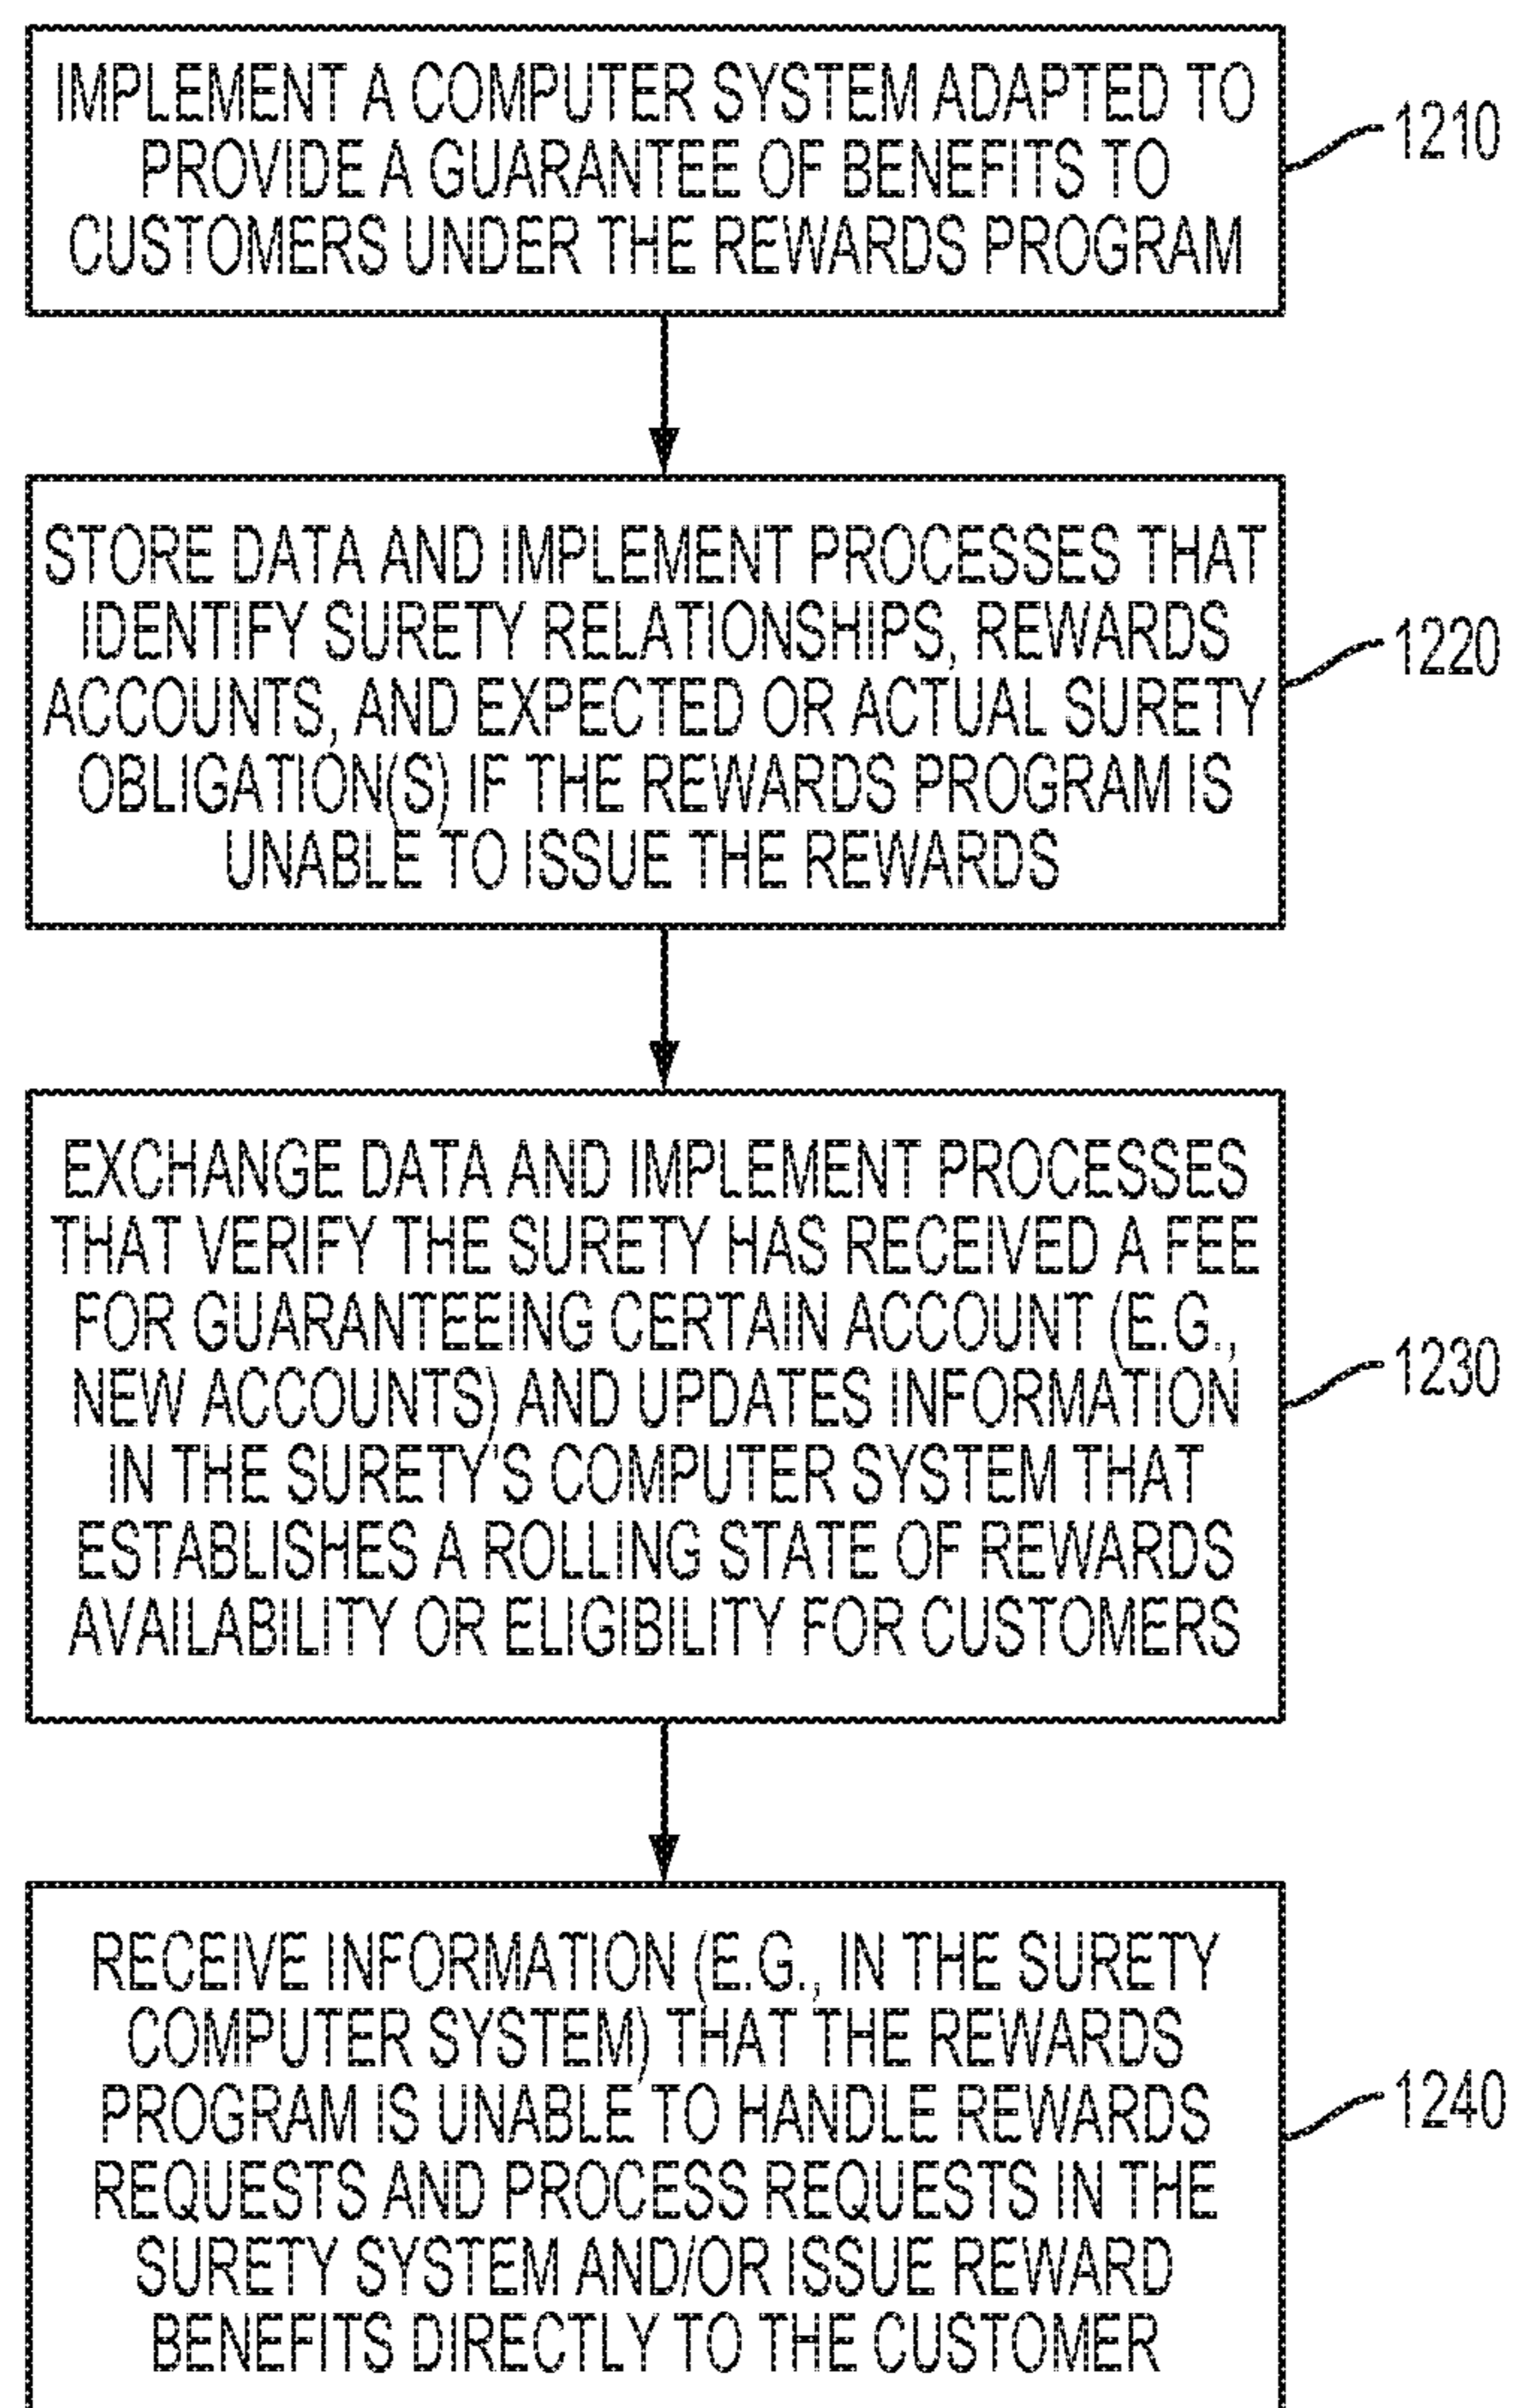 IMPLEMENT A COMPUTER SYSTEM ADAPTED TO
PROVIDE A GUARANTEE OF BENEFITS TO
CUSTOMERS UNDER THE REWARDS PROGRAM
1210
STORE DATA AND IMPLEMENT PROCESSES THAT
IDENTIFY SURETY RELATIONSHIPS, REWARDS
ACCOUNTS, AND EXPECTED OR ACTUAL SURETY
OBLIGATION(S) IF THE REWARDS PROGRAM IS
UNABLE TO ISSUE THE REWARDS
1220
EXCHANGE DATA AND IMPLEMENT PROCESSES
THAT VERIFY THE SURETY HAS RECEIVED A FEE
FOR GUARANTEEING CERTAIN ACCOUNT (E.G.,
NEW ACCOUNTS) AND UPDATES INFORMATION
IN THE SURETY'S COMPUTER SYSTEM THAT
ESTABLISHES A ROLLING STATE OF REWARDS
AVAILABILITY OR ELIGIBILITY FOR CUSTOMERS
1230
RECEIVE INFORMATION (E.G., IN THE SURETY
COMPUTER SYSTEM) THAT THE REWARDS
PROGRAM IS UNABLE TO HANDLE REWARDS
REQUESTS AND PROCESS REQUESTS IN THE
SURETY SYSTEM AND/OR ISSUE REWARD
BENEFITS DIRECTLY TO THE CUSTOMER
1240